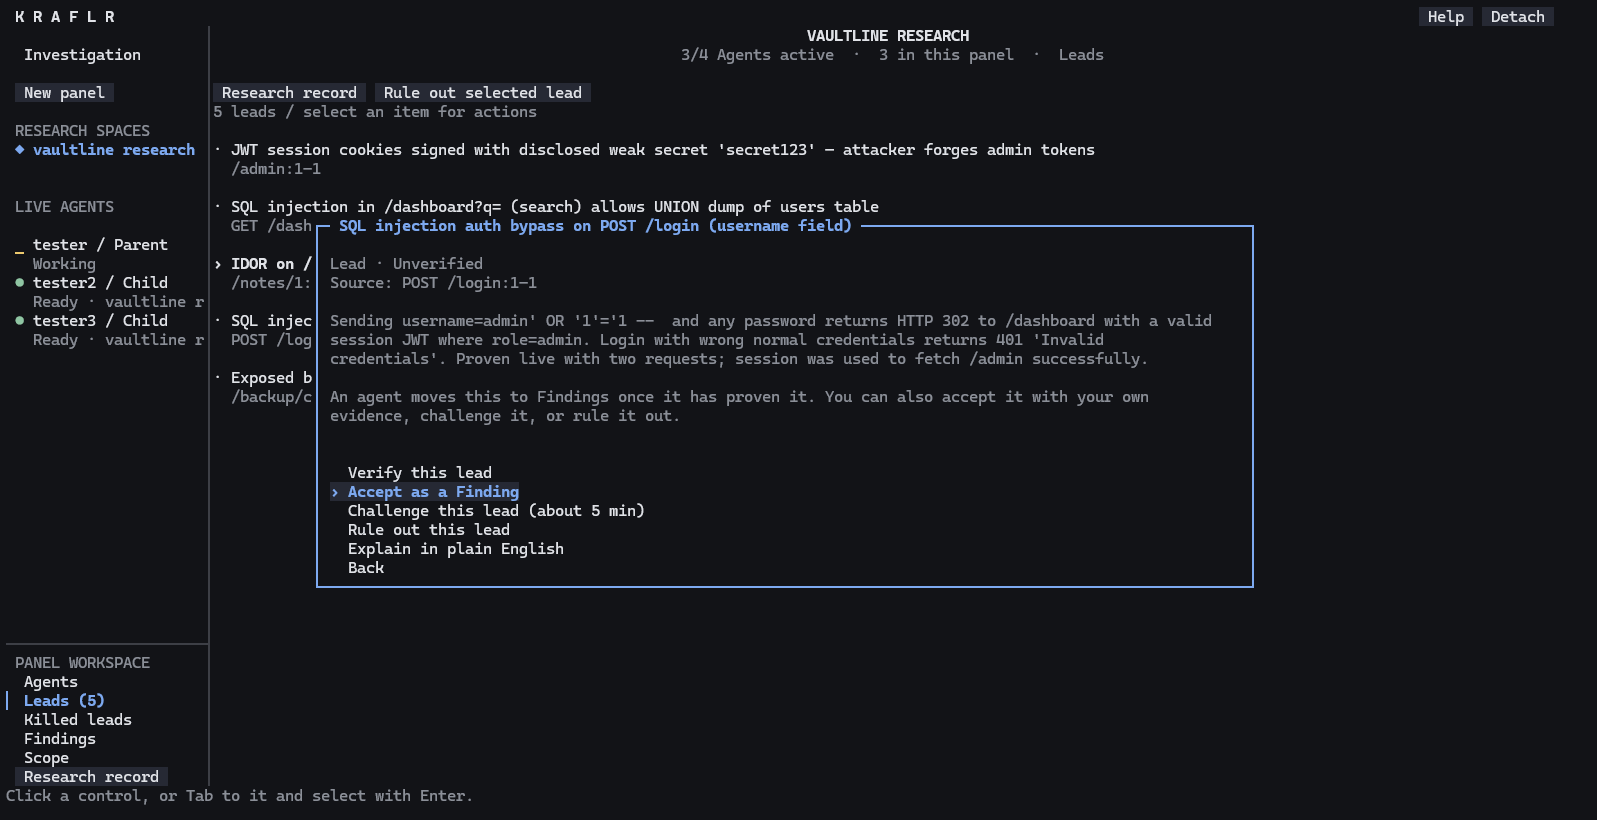 K R A F L R
Help Detach
VAULTLINE RESEARCH
3/4 Agents active · 3 in this panel · Leads
Investigation
New panel
RESEARCH SPACES
◆ vaultline research
LIVE AGENTS
_ tester / Parent
Working
● tester2 / Child
Ready · vaultline r
● tester3 / Child
Ready · vaultline r
Research record Rule out selected lead
5 leads / select an item for actions
· JWT session cookies signed with disclosed weak secret 'secret123' — attacker forges admin tokens
/admin:1-1
· SQL injection in /dashboard?q= (search) allows UNION dump of users table
GET /dash
› IDOR on /
/notes/1:
· SQL injec
POST /log
· Exposed b
/backup/c
SQL injection auth bypass on POST /login (username field)
Lead · Unverified
Source: POST /login:1-1
Sending username=admin' OR '1'='1 --  and any password returns HTTP 302 to /dashboard with a valid
session JWT where role=admin. Login with wrong normal credentials returns 401 'Invalid
credentials'. Proven live with two requests; session was used to fetch /admin successfully.
An agent moves this to Findings once it has proven it. You can also accept it with your own
evidence, challenge it, or rule it out.
Verify this lead
› Accept as a Finding
Challenge this lead (about 5 min)
Rule out this lead
Explain in plain English
Back
PANEL WORKSPACE
Agents
Leads (5)
Killed leads
Findings
Scope
Research record
Click a control, or Tab to it and select with Enter.